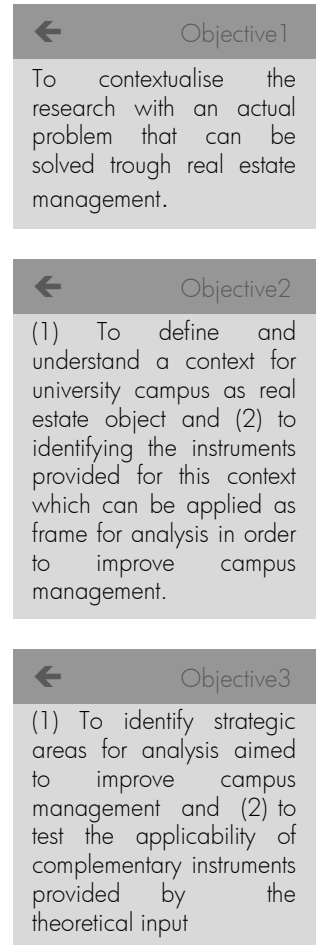 Objective1
To contextualise the
research with an actual
problem that can be
solved trough real estate
management.
Objective2
(1) To define and
understand a context for
university campus as real
estate object and (2) to
identifying the instruments
provided for this context
which can be applied as
frame for analysis in order
to improve campus
management.
Objective3
(1) To identify strategic
areas for analysis aimed
to improve campus
management and (2) to
test the applicability of
complementary instruments
provided by the
theoretical input